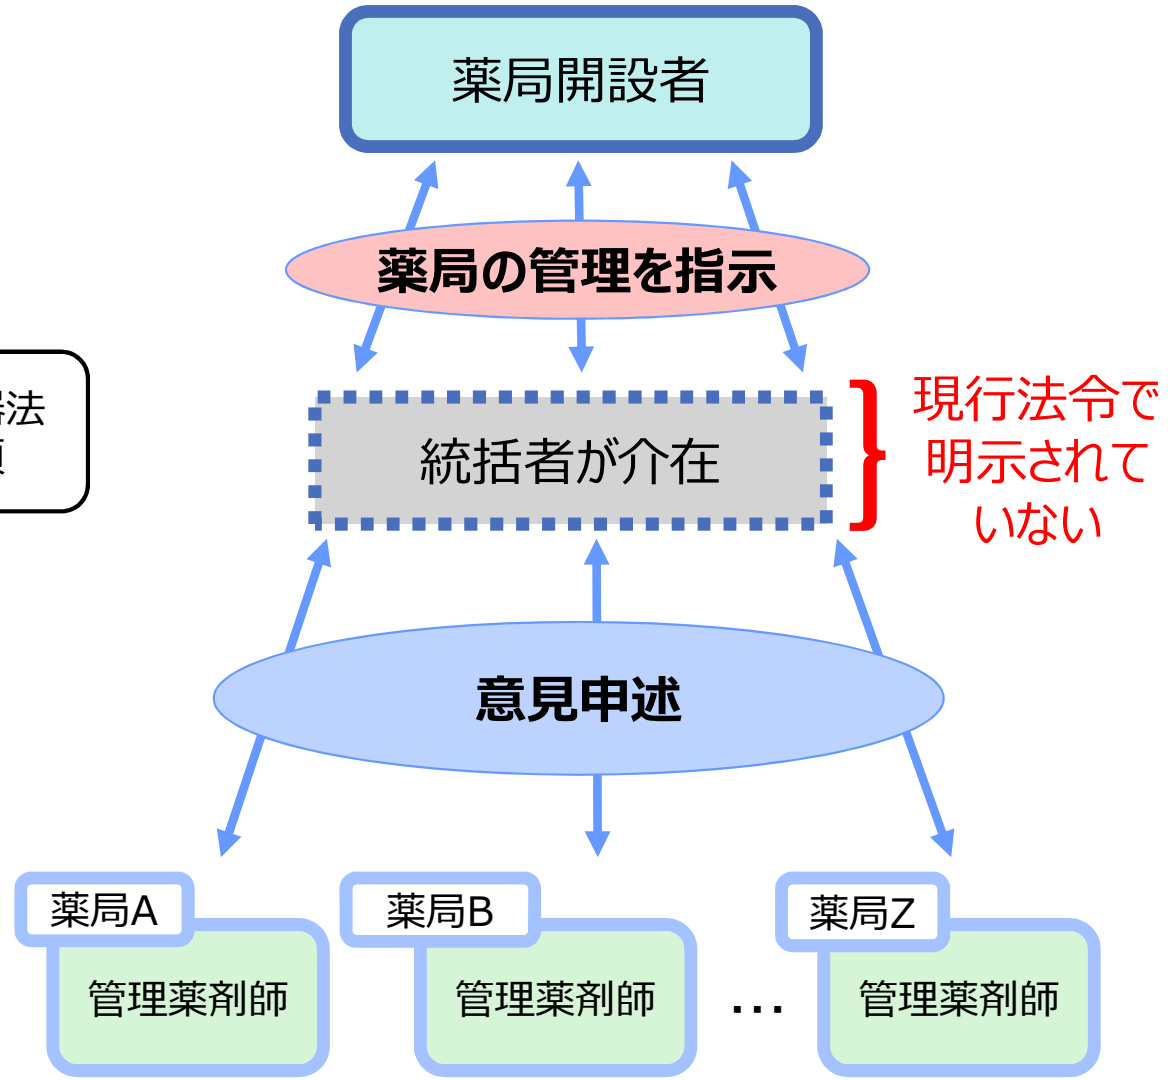 薬局開設者
薬局の管理を指示
法
統括者が介在
現行法令で
明示されて
いない
意見申述
薬局A
薬局B
薬局Z
管理薬剤師
管理薬剤師
…
管理薬剤師